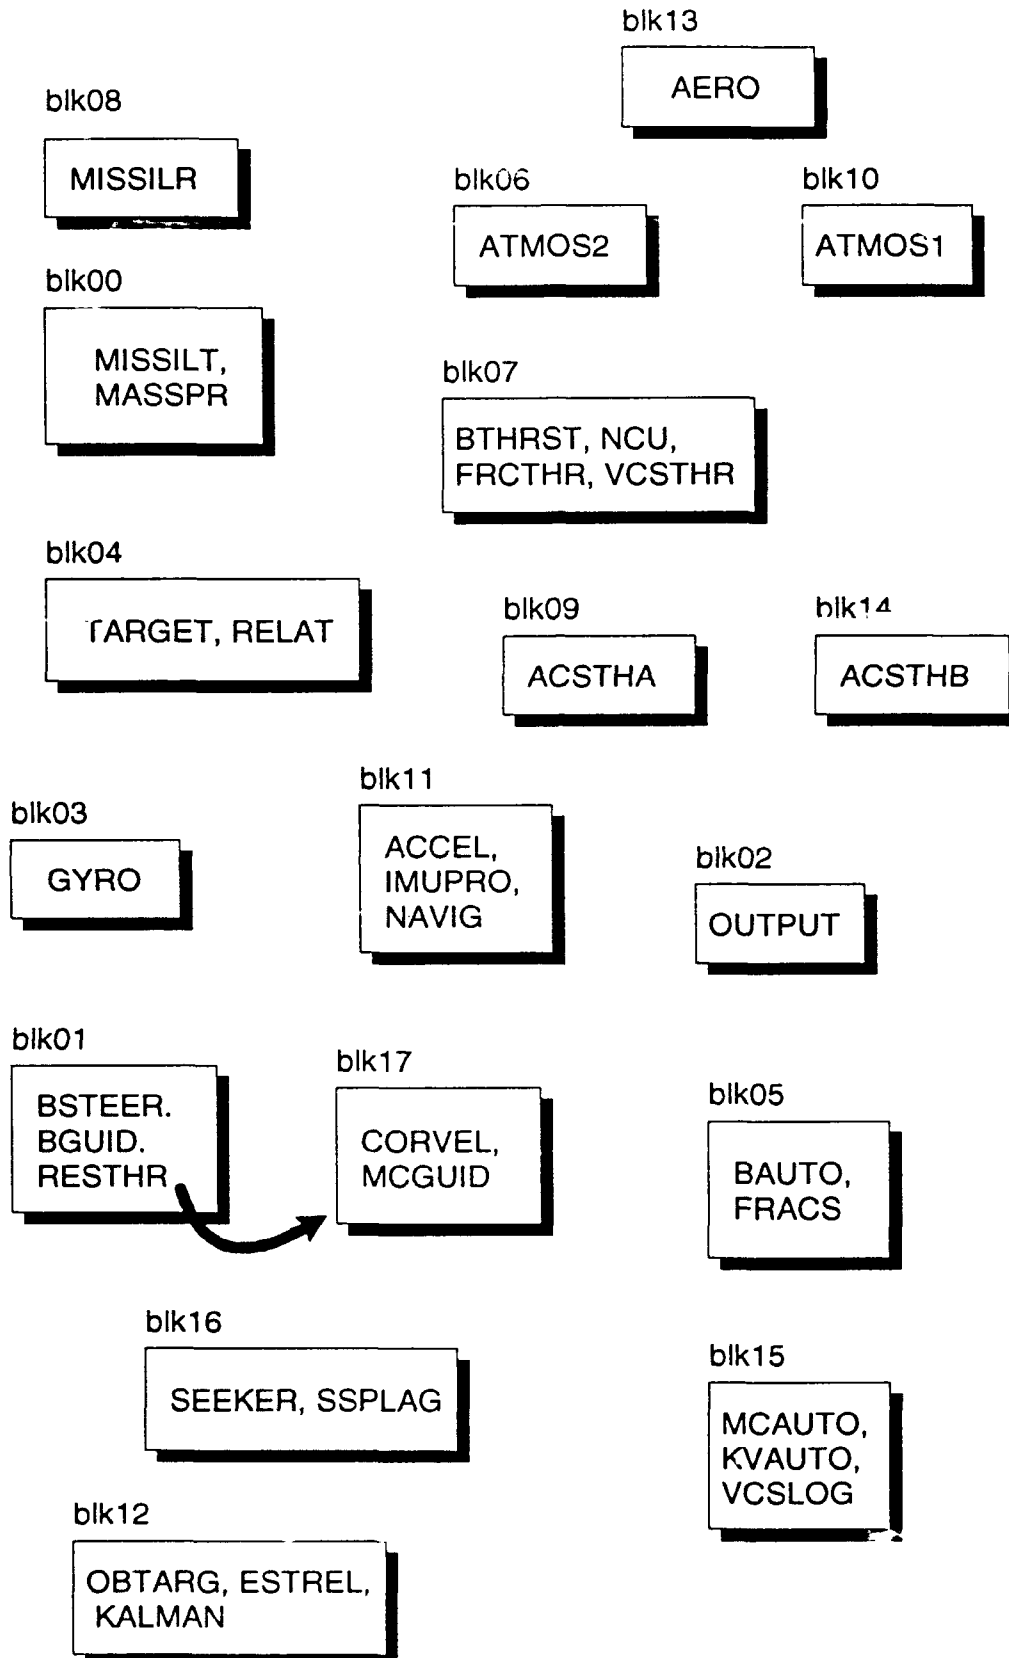 blk13
AERO
blk08
MISSILR
blk06
ATMOS2
blk10
ATMOS1
blk00
MISSILT,
MASSPR
blk07
BTHRST, NCU,
FRCTHR, VCSTHR
blk04
TARGET, RELAT
blk09
ACSTHA
blk14
ACSTHB
blk11
ACCEL,
IMUPRO,
NAVIG
blk03
GYRO
blk02
OUTPUT
blk01
BSTEER.
BGUID.
RESTHR
blk17
CORVEL,
MCGUID
blk05
BAUTO,
FRACS
blk16
SEEKER, SSPLAG
blk15
MCAUTO,
KVAUTO,
VCSLOG
blk12
OBTARG, ESTREL,
KALMAN